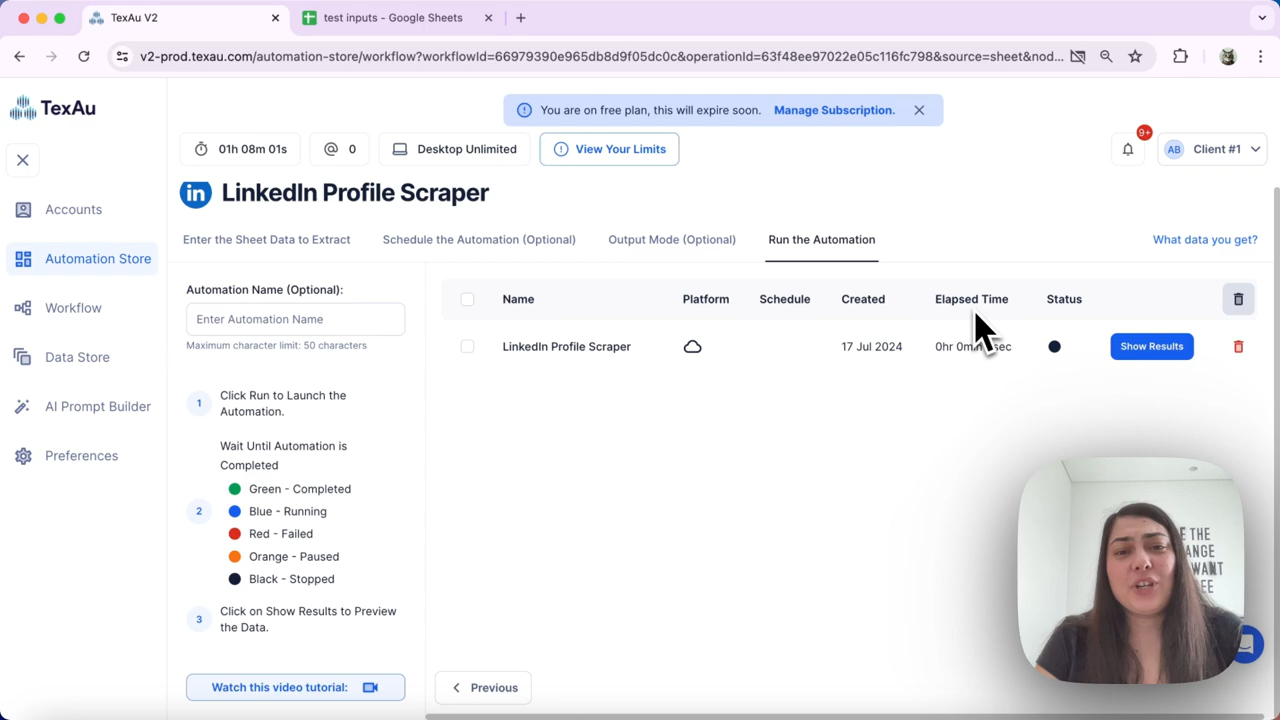 TexAu V2
test inputs - Google Sheets
v2-prod.texau.com/automation-store/workflow?workflowId=66979390e965db8d9f05dc0c&operationId=63f48ee97022e05c116fc798&source=sheet&nod...
TexAu
You are on free plan, this will expire soon. Manage Subscription.
01h 08m 01s
0
Desktop Unlimited
View Your Limits
9+
AB Client #1
Accounts
Automation Store
Workflow
Data Store
AI Prompt Builder
Preferences
in LinkedIn Profile Scraper
Enter the Sheet Data to Extract
Schedule the Automation (Optional)
Output Mode (Optional)
Run the Automation
What data you get?
Automation Name (Optional):
Enter Automation Name
Maximum character limit: 50 characters
1 Click Run to Launch the
Automation.
Wait Until Automation is
Completed
Green - Completed
2 Blue - Running
Red - Failed
Orange - Paused
Black - Stopped
3 Click on Show Results to Preview
the Data.
Watch this video tutorial:
Name Platform Schedule Created Elapsed Time Status
LinkedIn Profile Scraper 17 Jul 2024 0hr sec Show Results
Previous
E THE
ANGE
WANT
EE